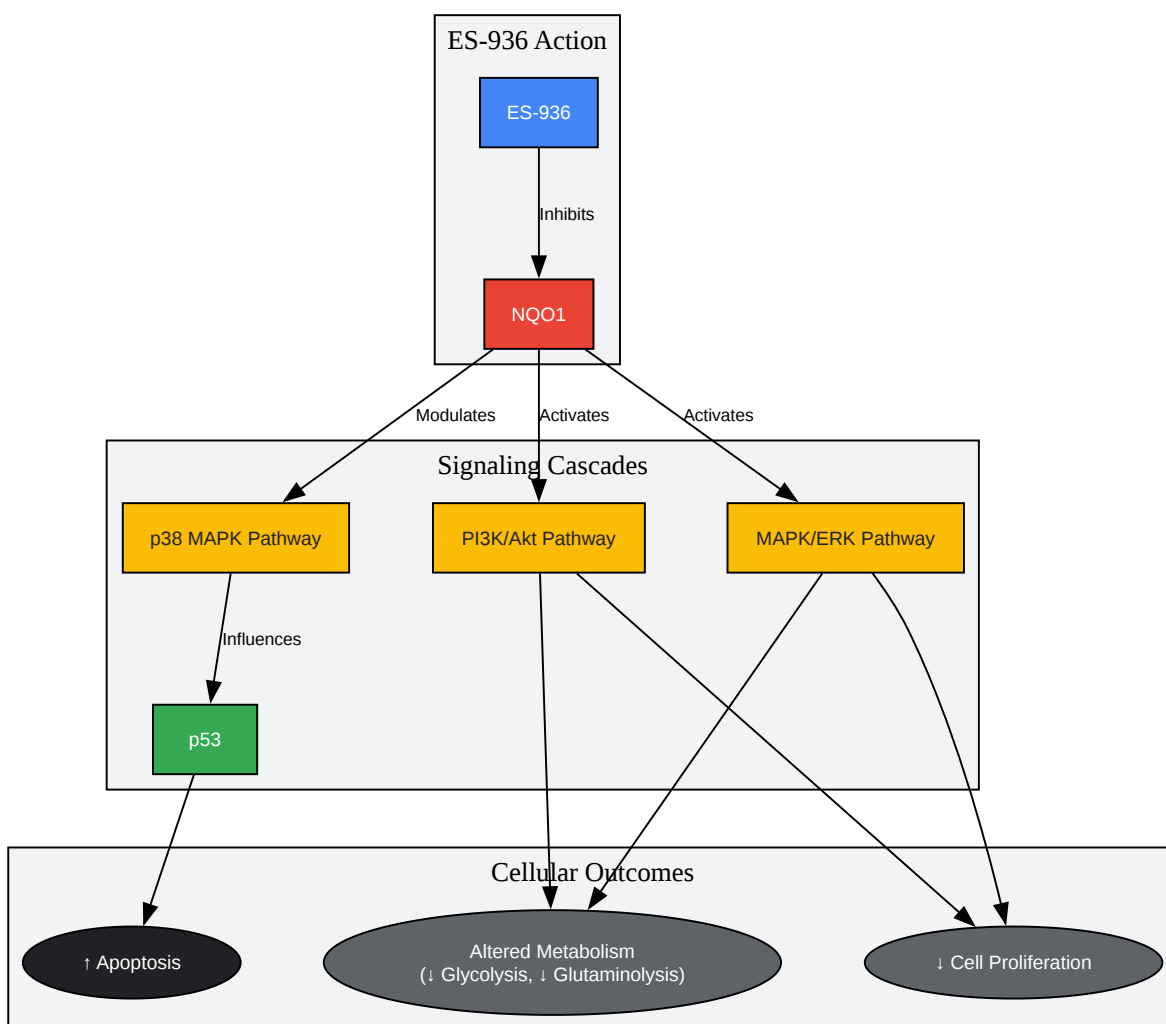 ES-936 Action
ES-936
Inhibits
NQO1
Modulates
Activates
Activates
Signaling Cascades
p38 MAPK Pathway
PI3K/Akt Pathway
MAPK/ERK Pathway
Influences
p53
Cellular Outcomes
↑ Apoptosis
Altered Metabolism
(↓ Glycolysis, ↓ Glutaminolysis)
↓ Cell Proliferation